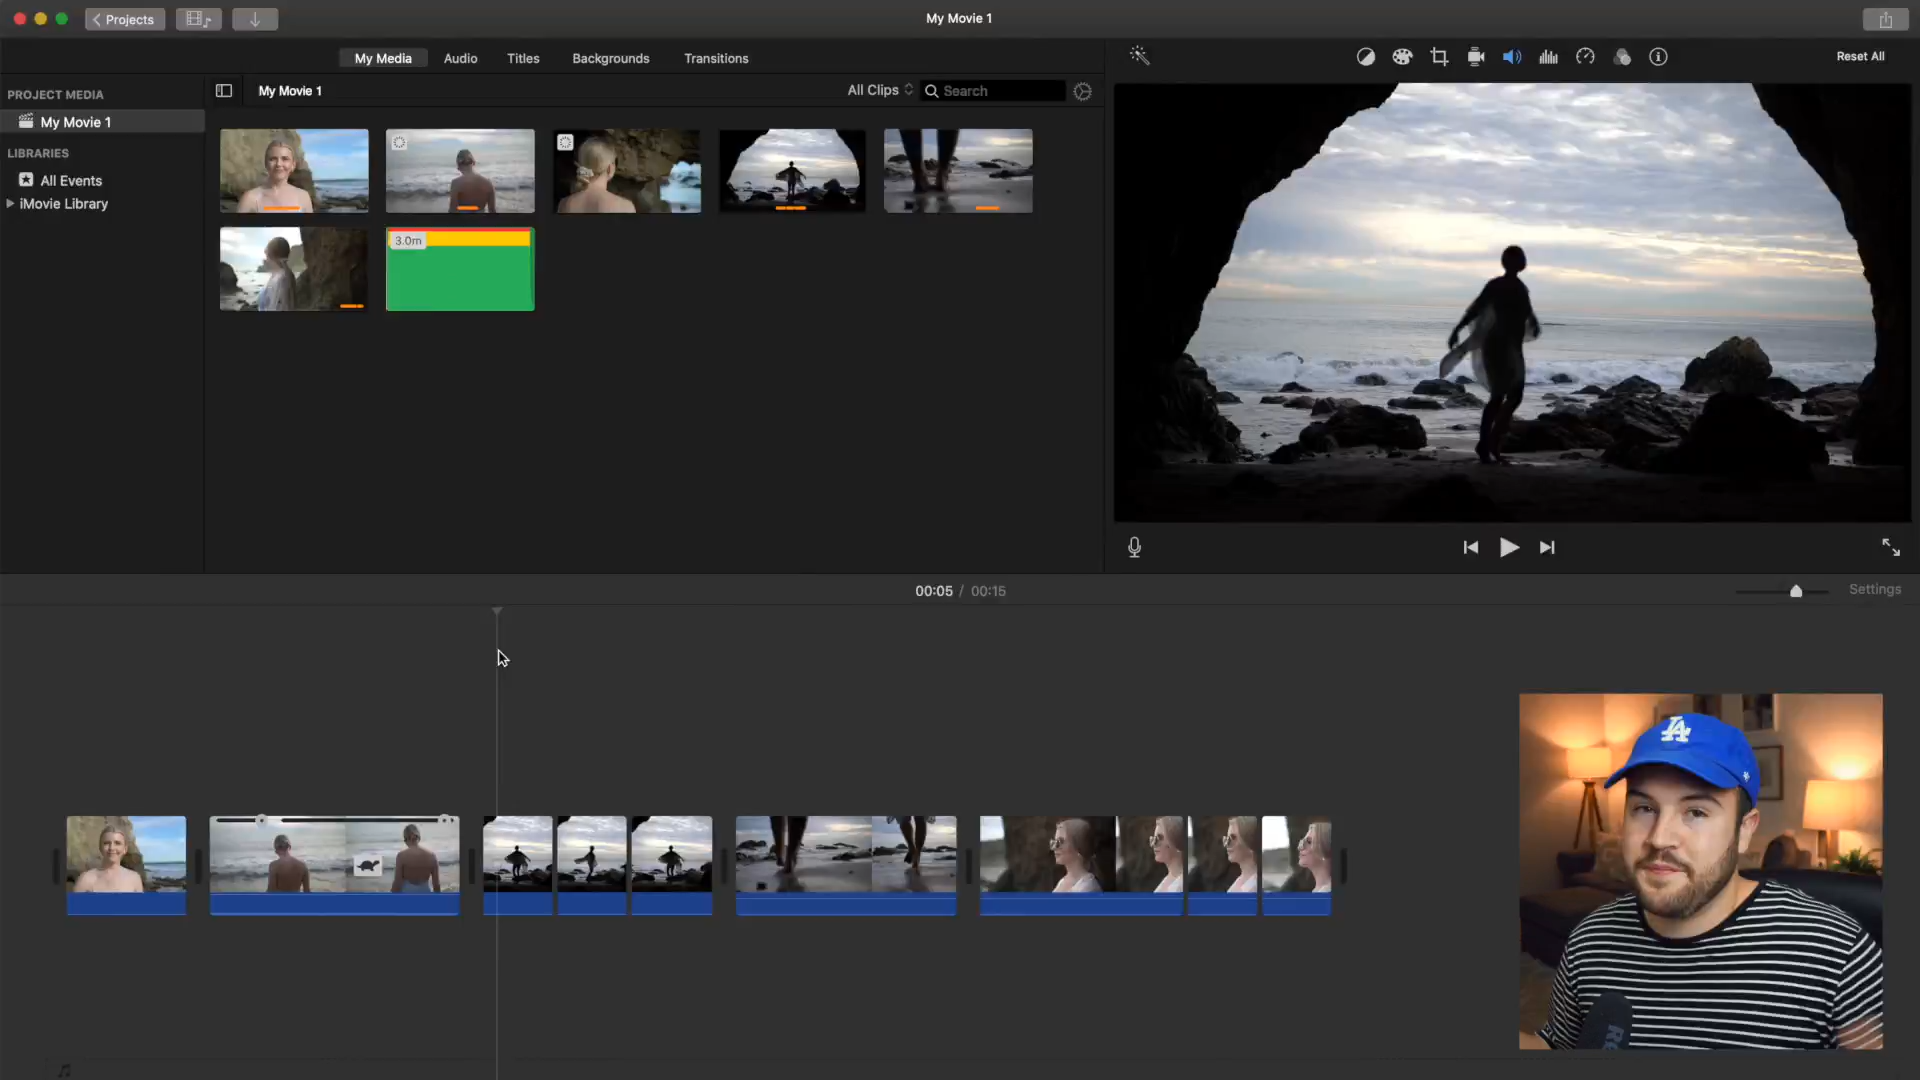 Projects
My Movie 1
My Media
Audio
Titles
Backgrounds
Transitions
Reset All
PROJECT MEDIA
My Movie 1
LIBRARIES
All Events
iMovie Library
My Movie 1
All Clips
Search
3.0m
00:05 / 00:15
Settings
LA